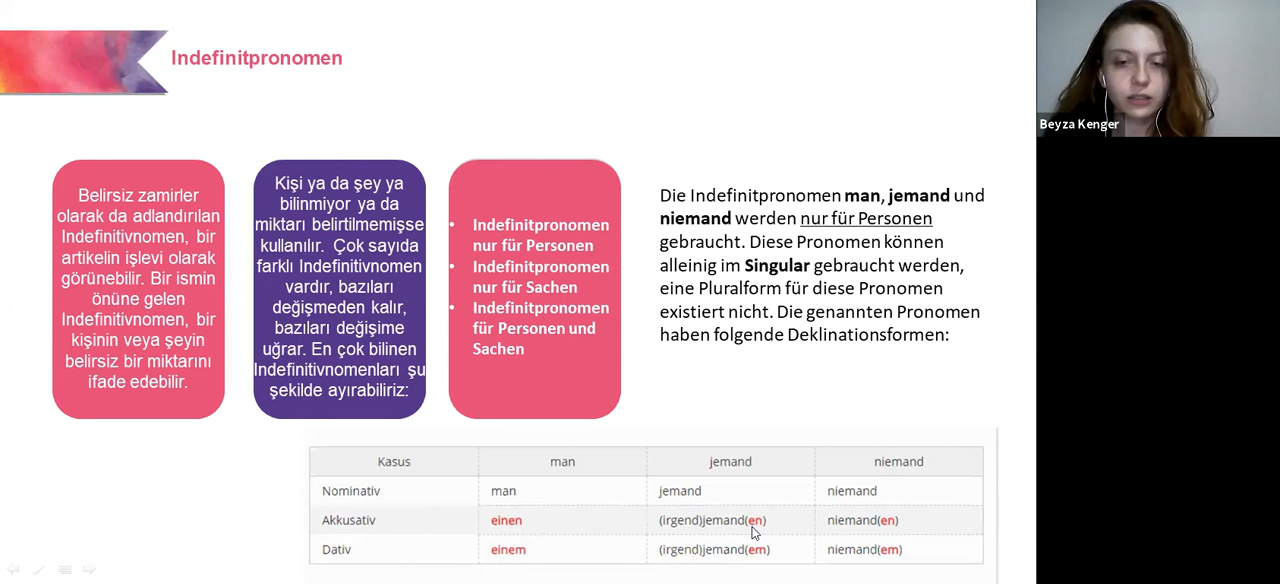 Indefinitpronomen
Beyza Kenger
Belirsiz zamirler
olarak da adlandırılan
Indefinitivnomen, bir
artikelin işlevi olarak
görünebilir. Bir ismin
önüne gelen
Indefinitivnomen, bir
kişinin veya şeyin
belirsiz bir miktarını
ifade edebilir.
Kişi ya da şey ya
bilinmiyor ya da
miktarı belirtilmemişse
kullanılır. Çok sayıda
farklı Indefinitivnomen
vardır, bazıları
değişmeden kalır,
bazıları değişime
uğrar. En çok bilinen
Indefinitivnomenları şu
şekilde ayırabiliriz:
• Indefinitpronomen
nur für Personen
• Indefinitpronomen
nur für Sachen
• Indefinitpronomen
für Personen und
Sachen
Die Indefinitpronomen man, jemand und
niemand werden nur für Personen
gebraucht. Diese Pronomen können
alleinig im Singular gebraucht werden,
eine Pluralform für diese Pronomen
existiert nicht. Die genannten Pronomen
haben folgende Deklinationsformen:
Kasus man jemand niemand
Nominativ man jemand niemand
Akkusativ einen (irgend)jemand(en) niemand(en)
Dativ einem (irgend)jemand(em) niemand(em)